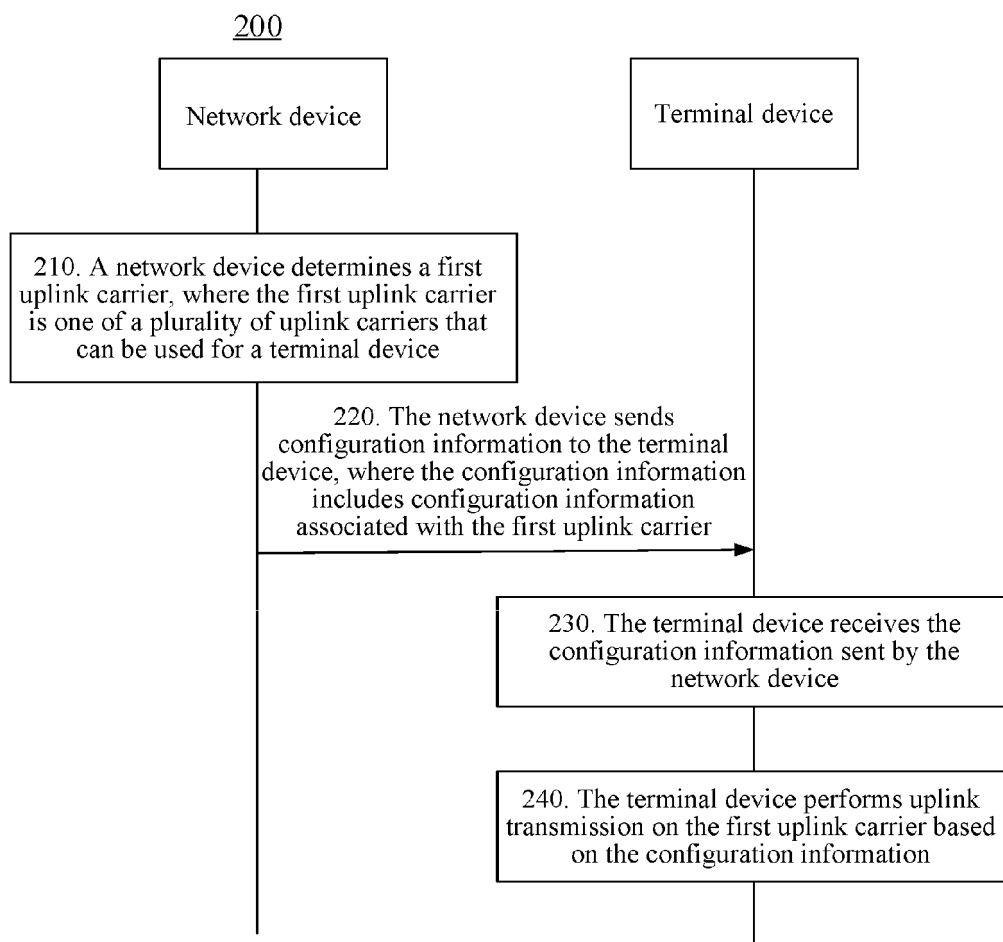 200
Network device
Terminal device
210. A network device determines a first
uplink carrier, where the first uplink carrier
is one of a plurality of uplink carriers that
can be used for a terminal device
220. The network device sends
configuration information to the terminal
device, where the configuration information
includes configuration information
associated with the first uplink carrier
230. The terminal device receives the
configuration information sent by the
network device
240. The terminal device performs uplink
transmission on the first uplink carrier based
on the configuration information